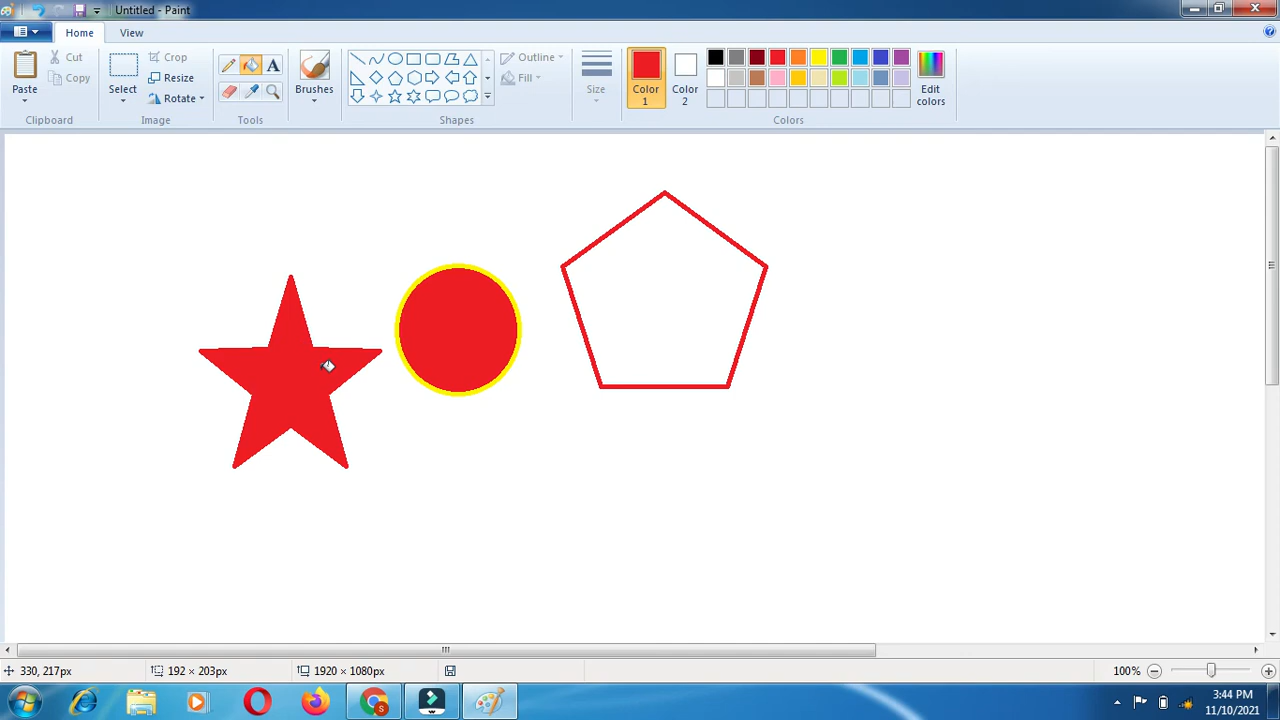 Untitled - Paint
Home View
Paste
Cut
Copy
Clipboard
Select
Crop
Resize
Rotate
Image
A
Tools
Brushes
Outline
Fill
Shapes
Size
Color 1
Color 2
Edit colors
Colors
330, 217px 192 × 203px 1920 × 1080px 100%
3:44 PM
11/10/2021